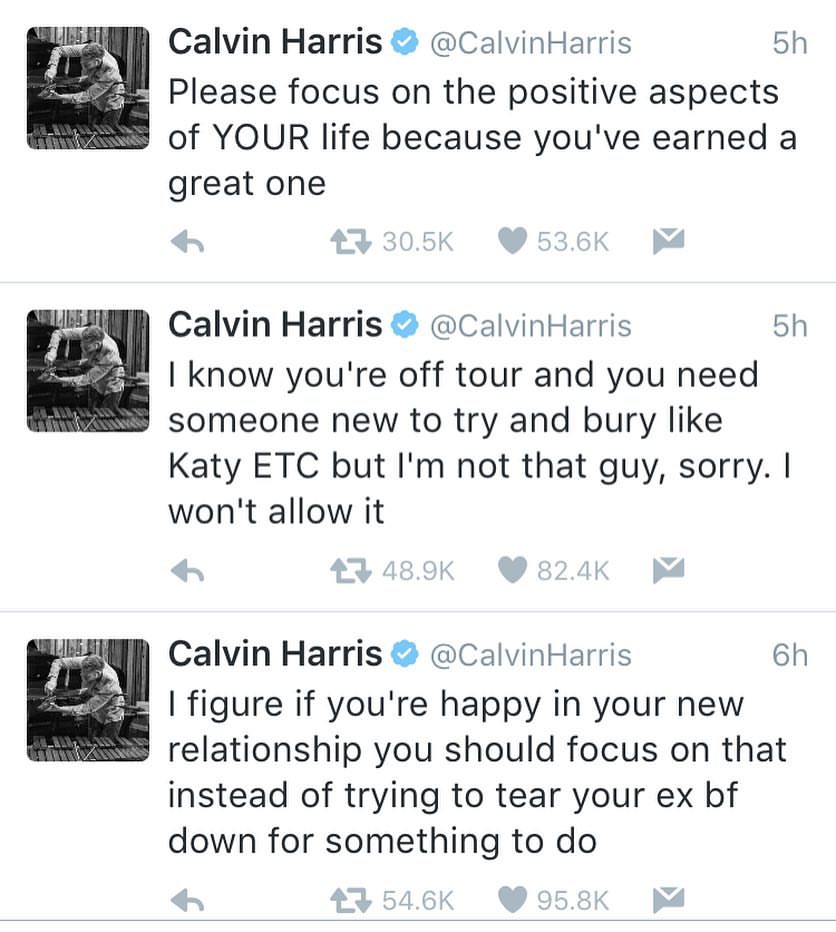 Calvin Harris @CalvinHarris 5h
Please focus on the positive aspects
of YOUR life because you've earned a
great one
30.5K 53.6K
Calvin Harris @CalvinHarris 5h
I know you're off tour and you need
someone new to try and bury like
Katy ETC but I'm not that guy, sorry. I
won't allow it
48.9K 82.4K
Calvin Harris @CalvinHarris 6h
I figure if you're happy in your new
relationship you should focus on that
instead of trying to tear your ex bf
down for something to do
54.6K 95.8K